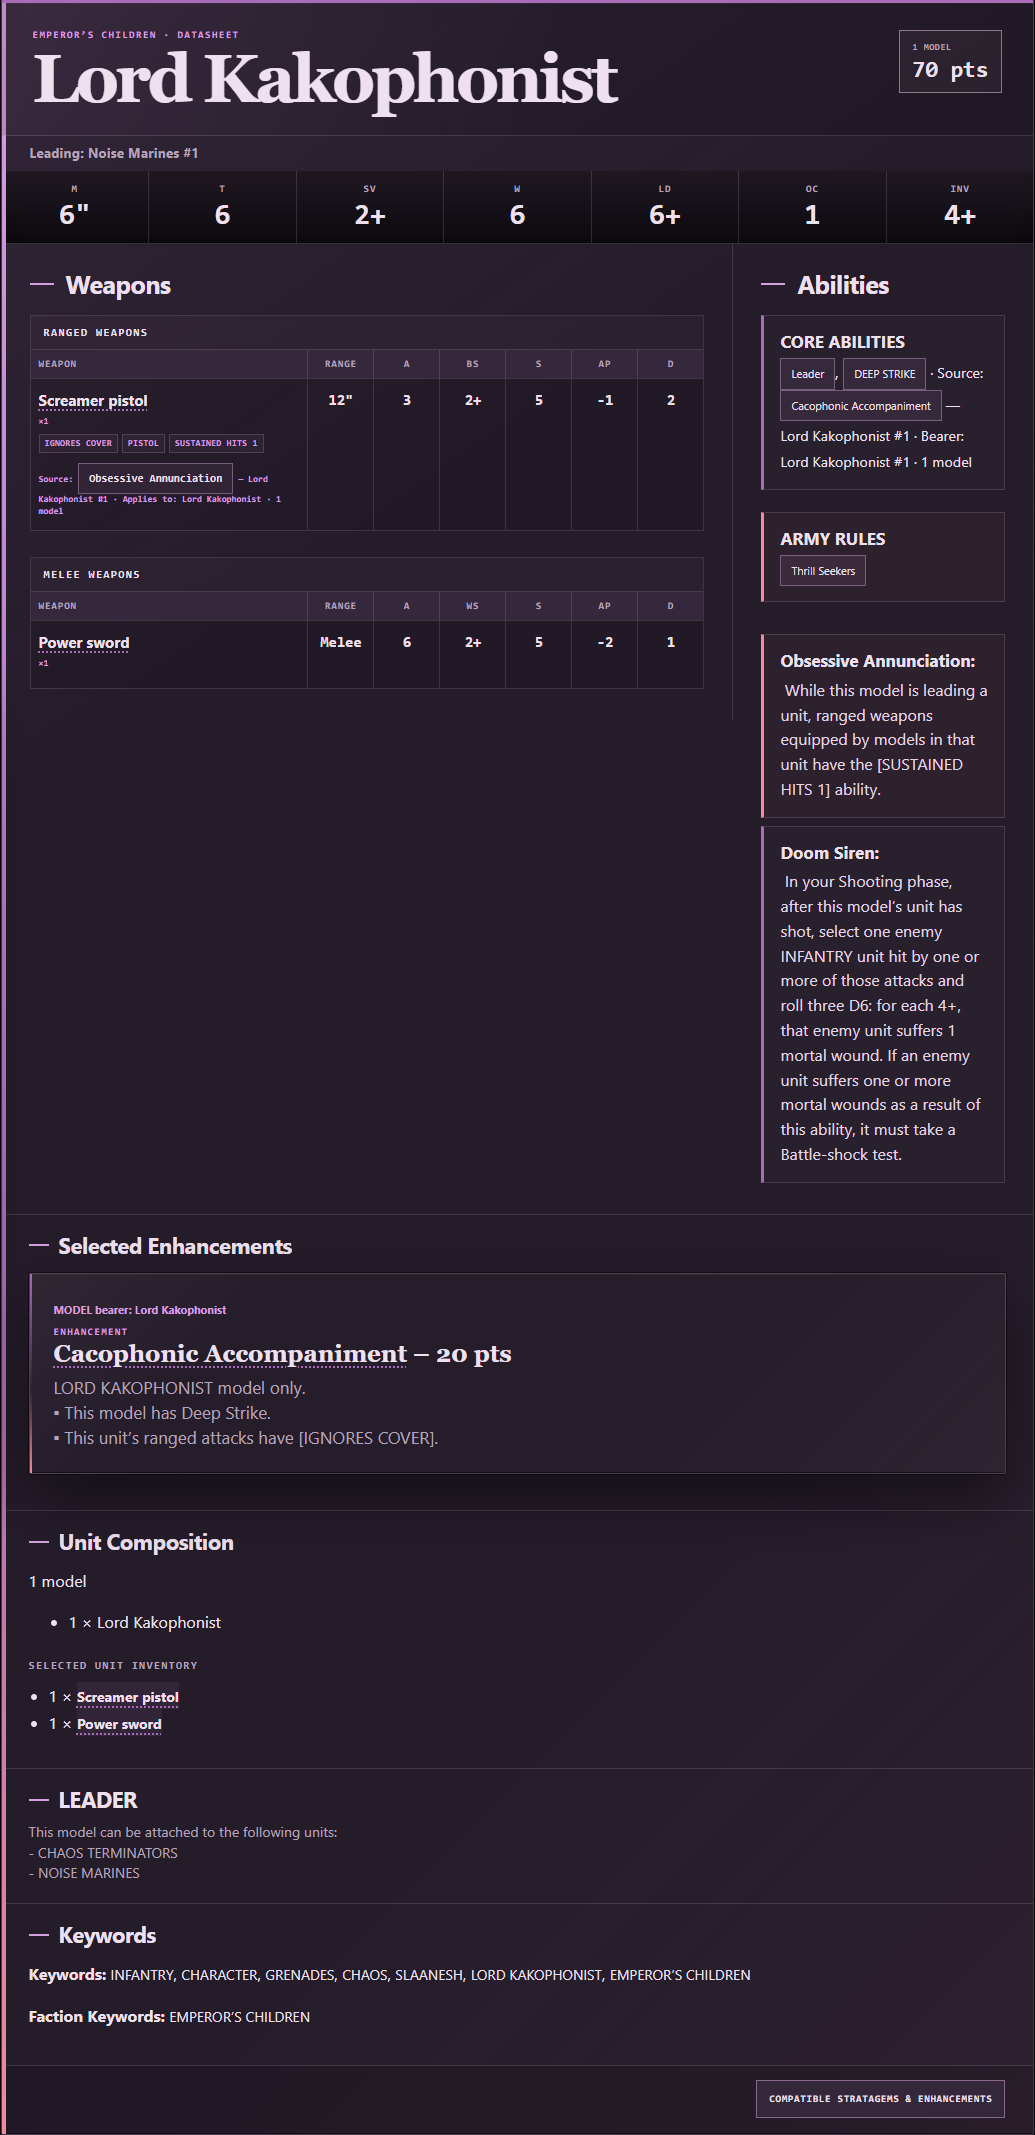 EMPEROR'S CHILDREN · DATASHEET
Lord Kakophonist
1 MODEL
70 pts
Leading: Noise Marines #1
M T SV W LD OC INV
6" 6 2+ 6 6+ 1 4+
Weapons
RANGED WEAPONS
WEAPON RANGE A BS S AP D
Screamer pistol 12" 3 2+ 5 -1 2
×1
IGNORES COVER PISTOL SUSTAINED HITS 1
Source: Obsessive Annunciation — Lord
Kakophonist #1 · Applies to: Lord Kakophonist · 1
model
MELEE WEAPONS
WEAPON RANGE A WS S AP D
Power sword Melee 6 2+ 5 -2 1
×1
Abilities
CORE ABILITIES
Leader, DEEP STRIKE · Source:
Cacophonic Accompaniment —
Lord Kakophonist #1 · Bearer:
Lord Kakophonist #1 · 1 model
ARMY RULES
Thrill Seekers
Obsessive Annunciation:
While this model is leading a
unit, ranged weapons
equipped by models in that
unit have the [SUSTAINED
HITS 1] ability.
Doom Siren:
In your Shooting phase,
after this model's unit has
shot, select one enemy
INFANTRY unit hit by one or
more of those attacks and
roll three D6: for each 4+,
that enemy unit suffers 1
mortal wound. If an enemy
unit suffers one or more
mortal wounds as a result of
this ability, it must take a
Battle-shock test.
Selected Enhancements
MODEL bearer: Lord Kakophonist
ENHANCEMENT
Cacophonic Accompaniment — 20 pts
LORD KAKOPHONIST model only.
▪ This model has Deep Strike.
▪ This unit's ranged attacks have [IGNORES COVER].
Unit Composition
1 model
• 1 × Lord Kakophonist
SELECTED UNIT INVENTORY
• 1 × Screamer pistol
• 1 × Power sword
LEADER
This model can be attached to the following units:
- CHAOS TERMINATORS
- NOISE MARINES
Keywords
Keywords: INFANTRY, CHARACTER, GRENADES, CHAOS, SLAANESH, LORD KAKOPHONIST, EMPEROR'S CHILDREN
Faction Keywords: EMPEROR'S CHILDREN
COMPATIBLE STRATAGEMS & ENHANCEMENTS